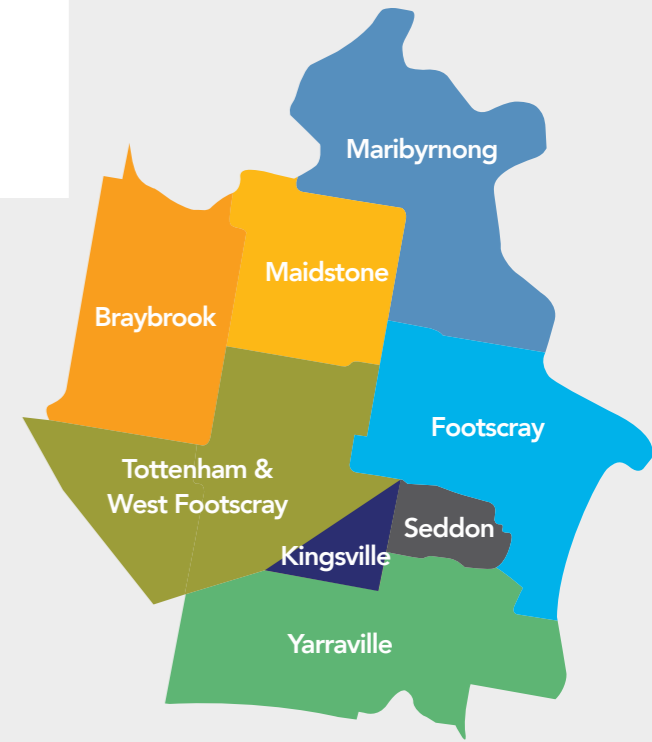 Maribyrnong
Maidstone
Braybrook
Footscray
Tottenham &
West Footscray
Seddon
Kingsville
Yarraville